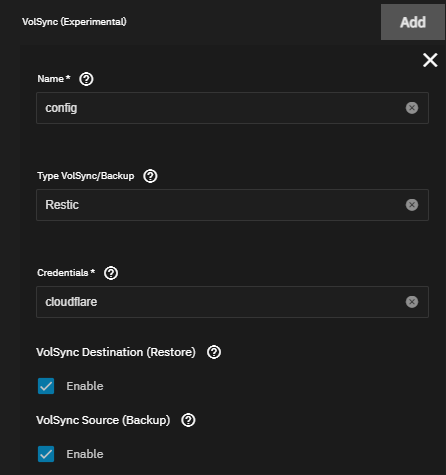 VolSync (Experimental)
Add
Name *
config
Type VolSync/Backup
Restic
Credentials *
cloudflare
VolSync Destination (Restore)
Enable
VolSync Source (Backup)
Enable